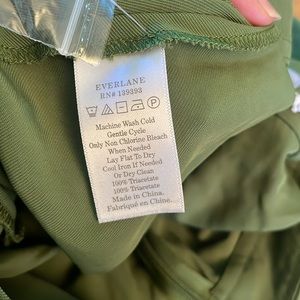 EVERLANE
RN# 139393
Machine Wash Cold
Gentle Cycle
Only Non Chlorine Bleach
When Needed
Lay Flat To Dry
Cool Iron If Needed
Or Dry Clean
100% Triacetate
100% Triacetate
Made in China.
Fabriqué en Chine.